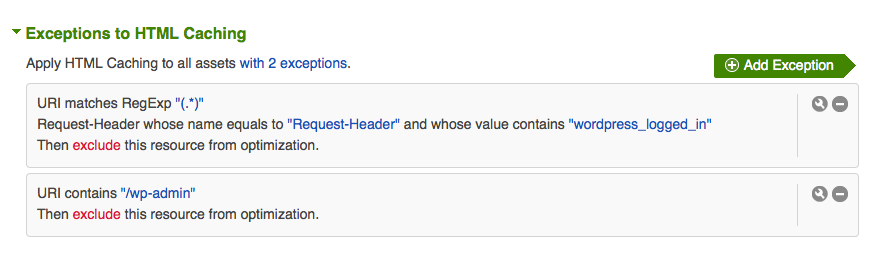 Exceptions to HTML Caching
Apply HTML Caching to all assets with 2 exceptions.
Add Exception
URI matches RegExp "(.*)"
Request-Header whose name equals to "Request-Header" and whose value contains "wordpress_logged_in"
Then exclude this resource from optimization.
URI contains "/wp-admin"
Then exclude this resource from optimization.